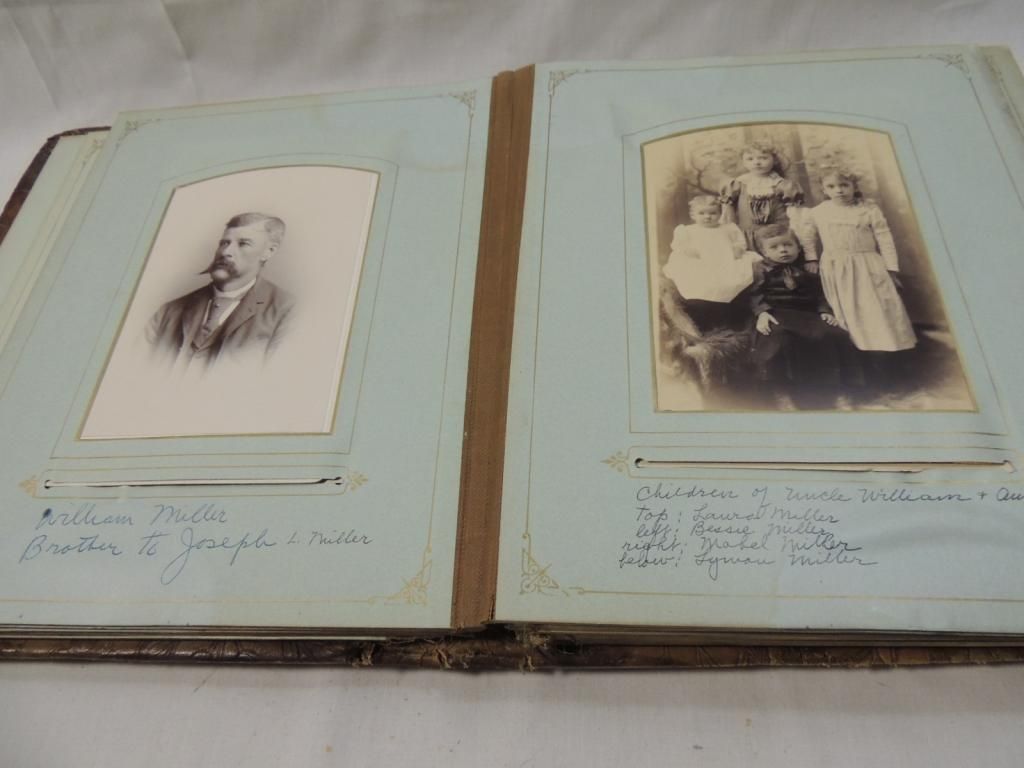 William Miller
Brother to Joseph L. Miller
Children of Uncle William +
top: Laura Miller
left: Bessie Miller
right: Mabel Miller
below: Lyman Miller